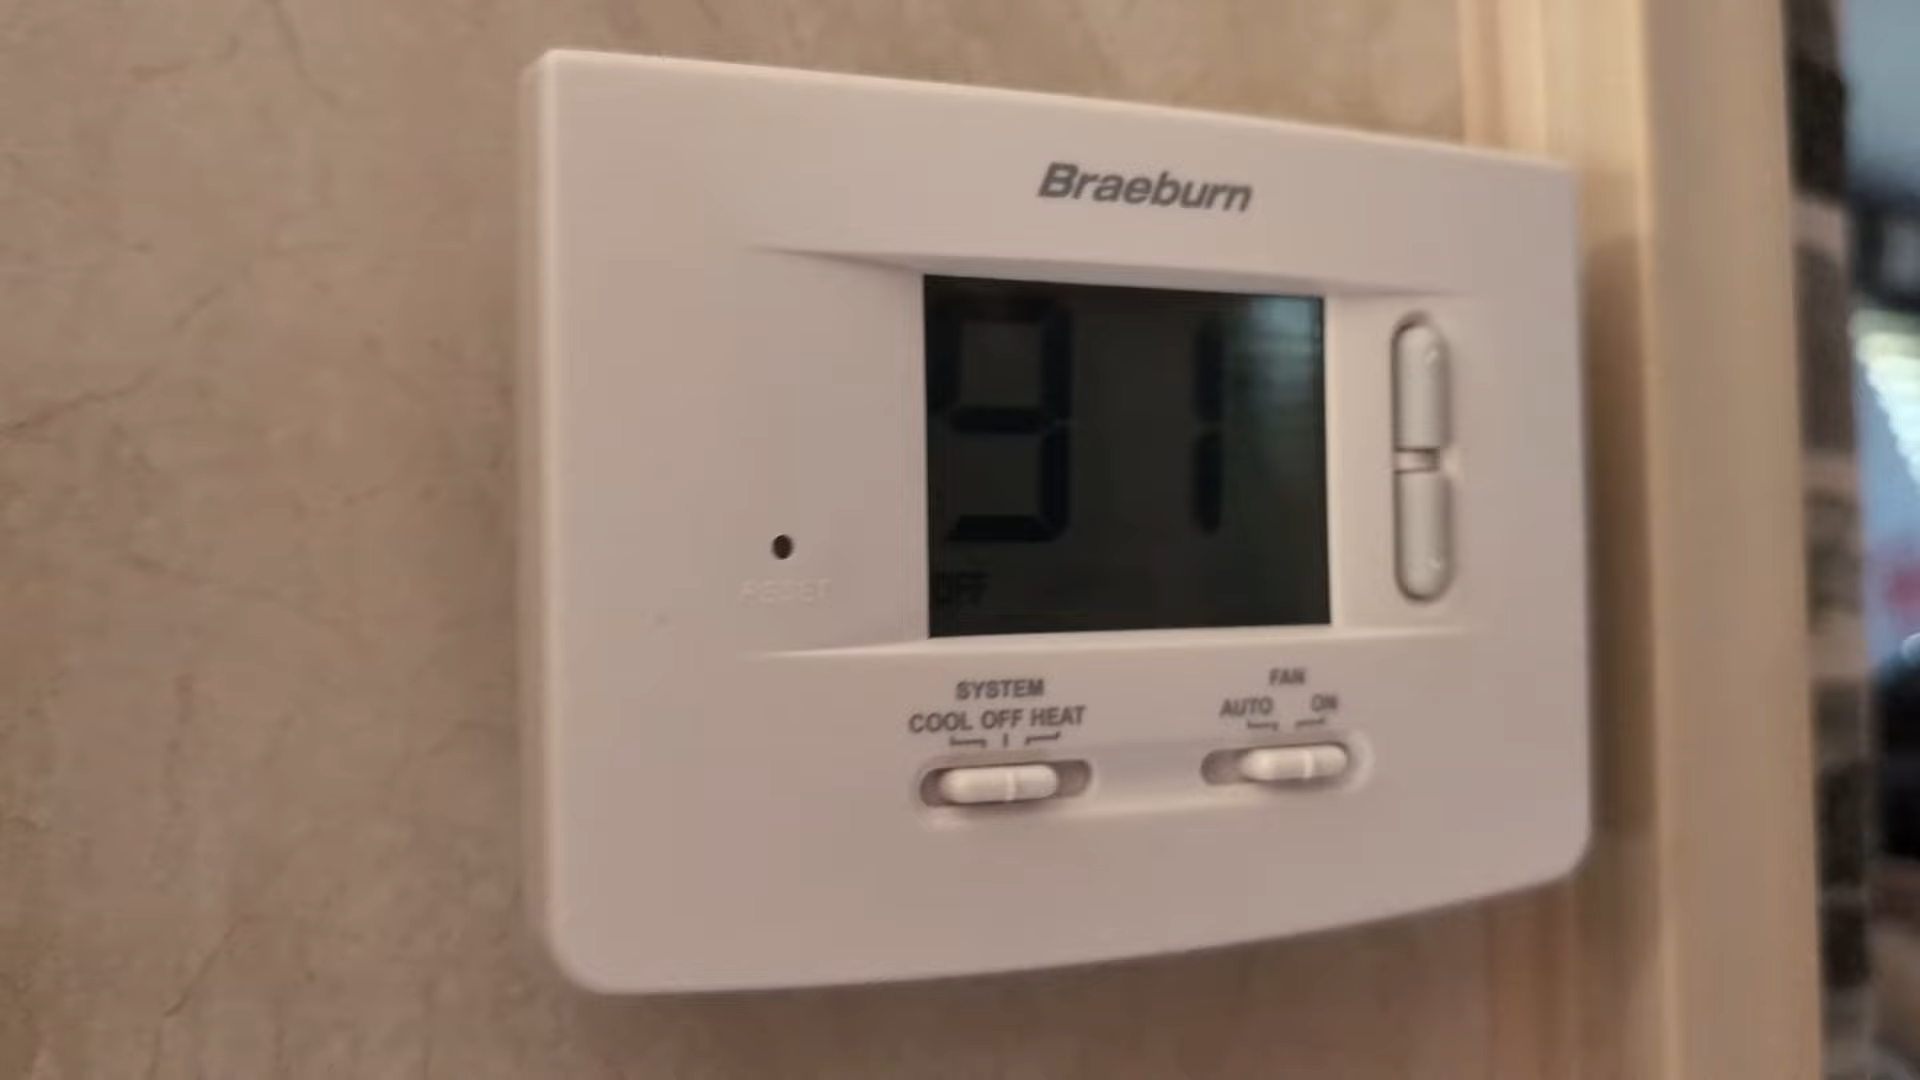 Braeburn
91
RESET
OFF
SYSTEM
COOL OFF HEAT
FAN
AUTO ON